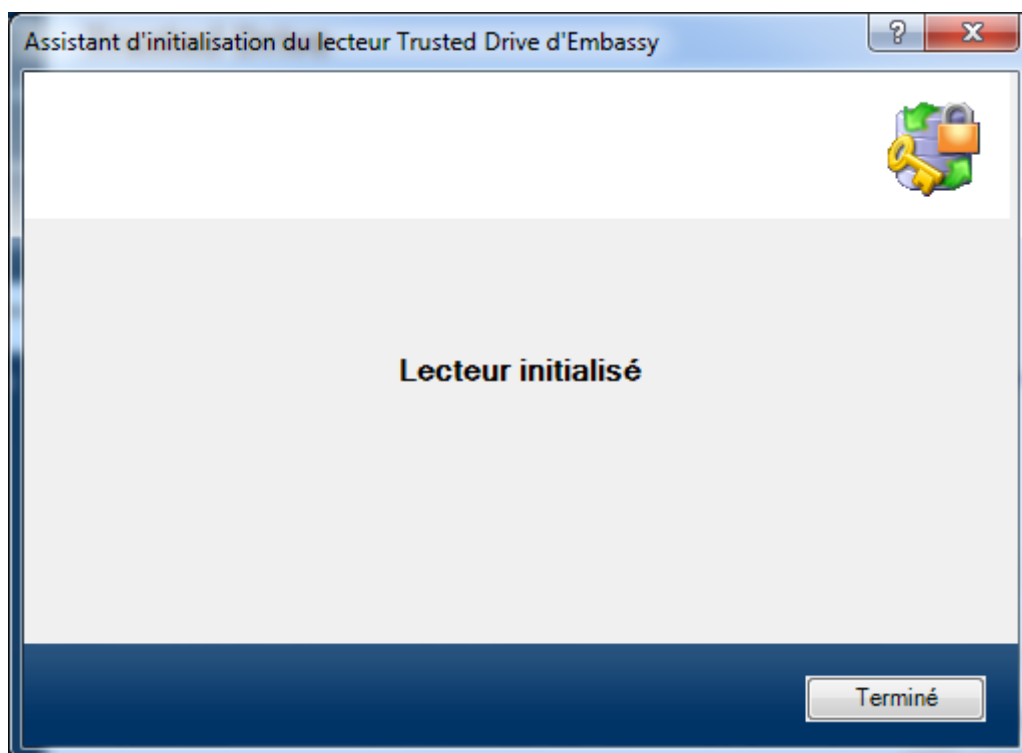 Assistant d'initialisation du lecteur Trusted Drive d'Embassy
Lecteur initialisé
Terminé